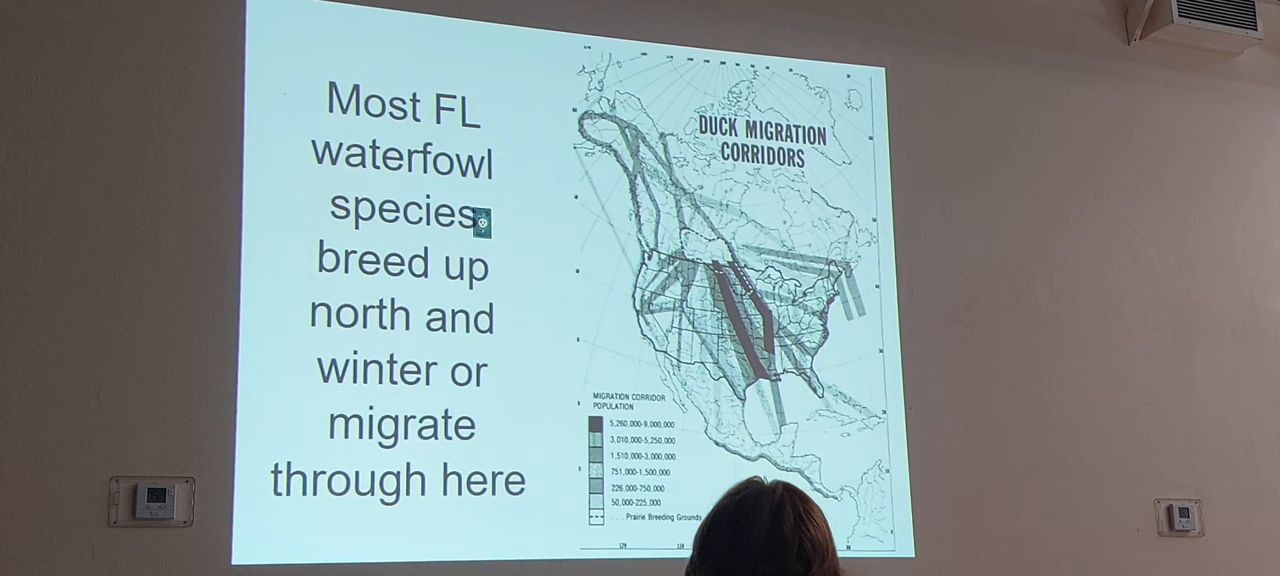 Most FL
waterfowl
species
breed up
north and
winter or
migrate
through here
DUCK MIGRATION
CORRIDORS
MIGRATION CORRIDOR
POPULATION
5,260,000-9,000,000
3,010,000-5,250,000
1,510,000-3,000,000
751,000-1,500,000
226,000-750,000
50,000-225,000
Prairie Breeding Grounds